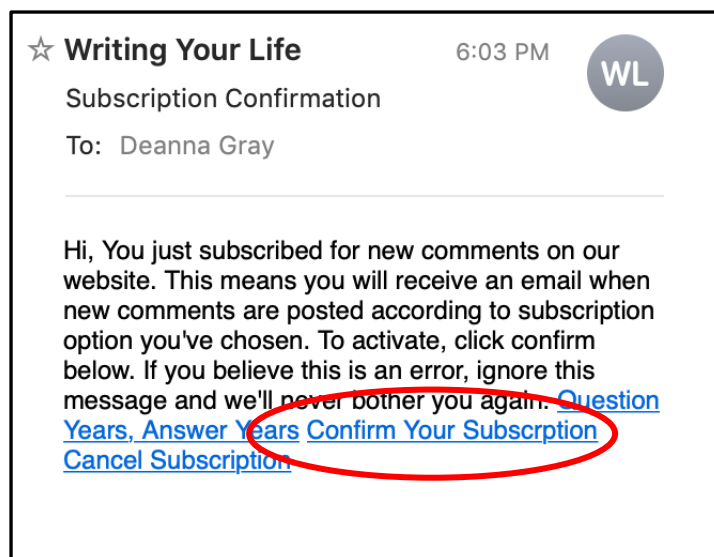 Writing Your Life 6:03 PM WL
Subscription Confirmation
To: Deanna Gray
Hi, You just subscribed for new comments on our
website. This means you will receive an email when
new comments are posted according to subscription
option you've chosen. To activate, click confirm
below. If you believe this is an error, ignore this
message and we'll never bother you again. Question
Years, Answer Years Confirm Your Subscrption
Cancel Subscription